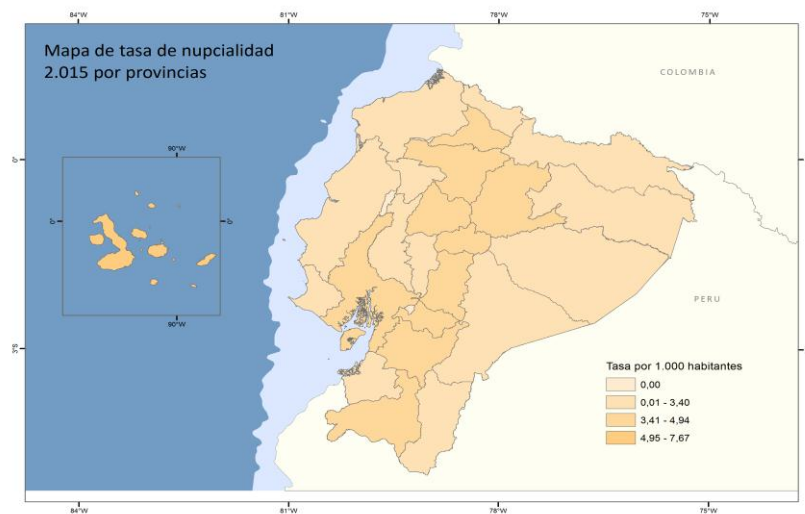 84°W
81°W
78°W
75°W
Mapa de tasa de nupcialidad
2.015 por provincias
COLOMBIA
90°W
0°
0°
0°
0°
90°W
PERU
3°S
3°S
Tasa por 1.000 habitantes
0,00
0,01 - 3,40
3,41 - 4,94
4,95 - 7,67
84°W
81°W
78°W
75°W